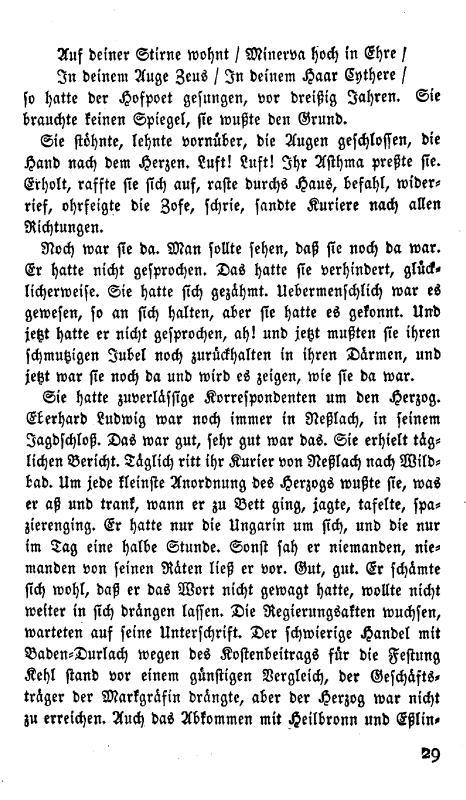 Auf deiner Stirne wohnt / Minerva hoch in Ehre /
In deinem Auge Zeus / In deinem Haar Cythere /
so hatte der Hofpoet gesungen, vor dreißig Jahren. Sie
brauchte keinen Spiegel, sie wußte den Grund.
Sie stöhnte, lehnte vornüber, die Augen geschlossen, die
Hand nach dem Herzen. Luft! Luft! Ihr Asthma preßte sie.
Erholt, raffte sie sich auf, raste durchs Haus, befahl, wider-
rief, ohrfeigte die Zofe, schrie, sandte Kuriere nach allen
Richtungen.
Noch war sie da. Man sollte sehen, daß sie noch da war.
Er hatte nicht gesprochen. Das hatte sie verhindert, glück-
licherweise. Sie hatte sich gezähmt. Uebermenschlich war es
gewesen, so an sich halten, aber sie hatte es gekonnt. Und
jetzt hatte er nicht gesprochen, ah! und jetzt mußten sie ihren
schmutzigen Jubel noch zurückhalten in ihren Därmen, und
jetzt war sie noch da und wird es zeigen, wie sie da war.
Sie hatte zuverlässige Korrespondenten um den Herzog.
Eberhard Ludwig war noch immer in Neßlach, in seinem
Jagdschloß. Das war gut, sehr gut war das. Sie erhielt täg-
lichen Bericht. Täglich ritt ihr Kurier von Neßlach nach Wild-
bad. Um jede kleinste Anordnung des Herzogs wußte sie, was
er aß und trank, wann er zu Bett ging, jagte, tafelte, spa-
zierenging. Er hatte nur die Ungarin um sich, und die nur
im Tag eine halbe Stunde. Sonst sah er niemanden, nie-
manden von seinen Räten ließ er vor. Gut, gut. Er schämte
sich wohl, daß er das Wort nicht gewagt hatte, wollte nicht
weiter in sich drängen lassen. Die Regierungsakten wuchsen,
warteten auf seine Unterschrift. Der schwierige Handel mit
Baden-Durlach wegen des Kostenbeitrags für die Festung
Kehl stand vor einem günstigen Vergleich, der Geschäfts-
träger der Markgräfin drängte, aber der Herzog war nicht
zu erreichen. Auch das Abkommen mit Heilbronn und Eßlin-
29